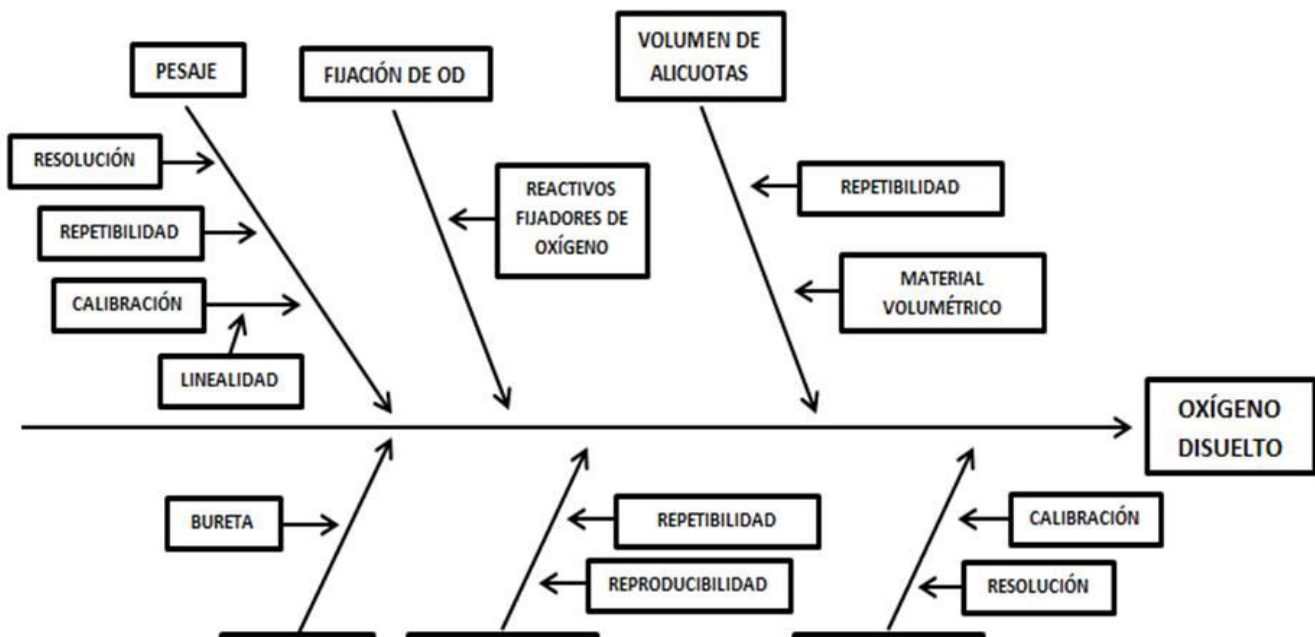 PESAJE
FIJACIÓN DE OD
VOLUMEN DE
ALICUOTAS
RESOLUCIÓN
REPETIBILIDAD
CALIBRACIÓN
LINEALIDAD
REACTIVOS
FIJADORES DE
OXÍGENO
REPETIBILIDAD
MATERIAL
VOLUMÉTRICO
OXÍGENO
DISUELTO
BURETA
REPETIBILIDAD
REPRODUCIBILIDAD
CALIBRACIÓN
RESOLUCIÓN